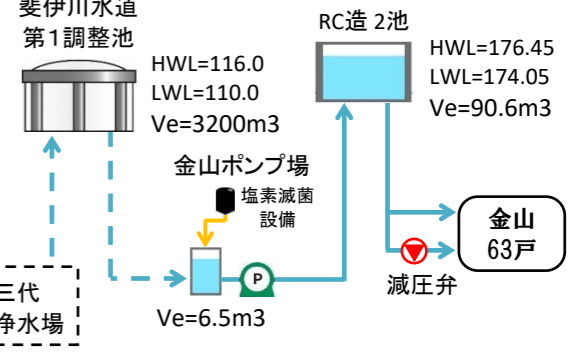 斐伊川水道
第1調整池
HWL=116.0
LWL=110.0
Ve=3200m3
RC造 2池
HWL=176.45
LWL=174.05
Ve=90.6m3
金山ポンプ場
塩素滅菌
設備
P
Ve=6.5m3
減圧弁
金山
63戸
三代
浄水場